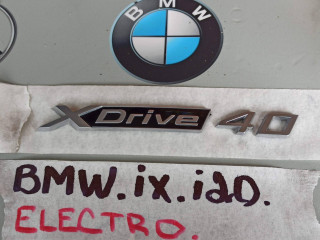 BMW
XDrive 40
BMW.ix.i20.
ELECTRO.